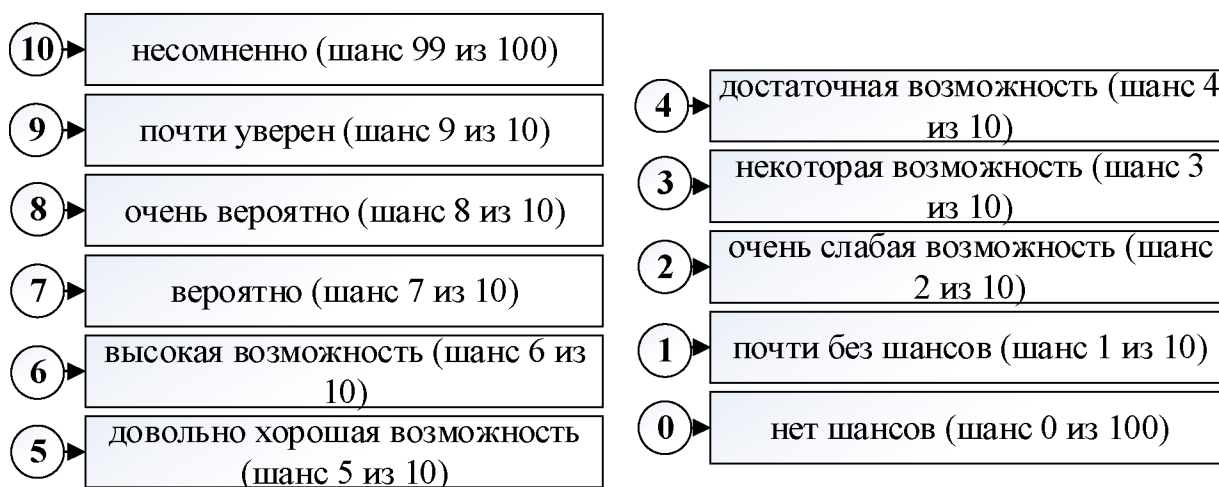 10
несомненно (шанс 99 из 100)
9
почти уверен (шанс 9 из 10)
8
очень вероятно (шанс 8 из 10)
7
вероятно (шанс 7 из 10)
6
высокая возможность (шанс 6 из
10)
5
довольно хорошая возможность
(шанс 5 из 10)
4
достаточная возможность (шанс 4
из 10)
3
некоторая возможность (шанс 3
из 10)
2
очень слабая возможность (шанс
2 из 10)
1
почти без шансов (шанс 1 из 10)
0
нет шансов (шанс 0 из 100)